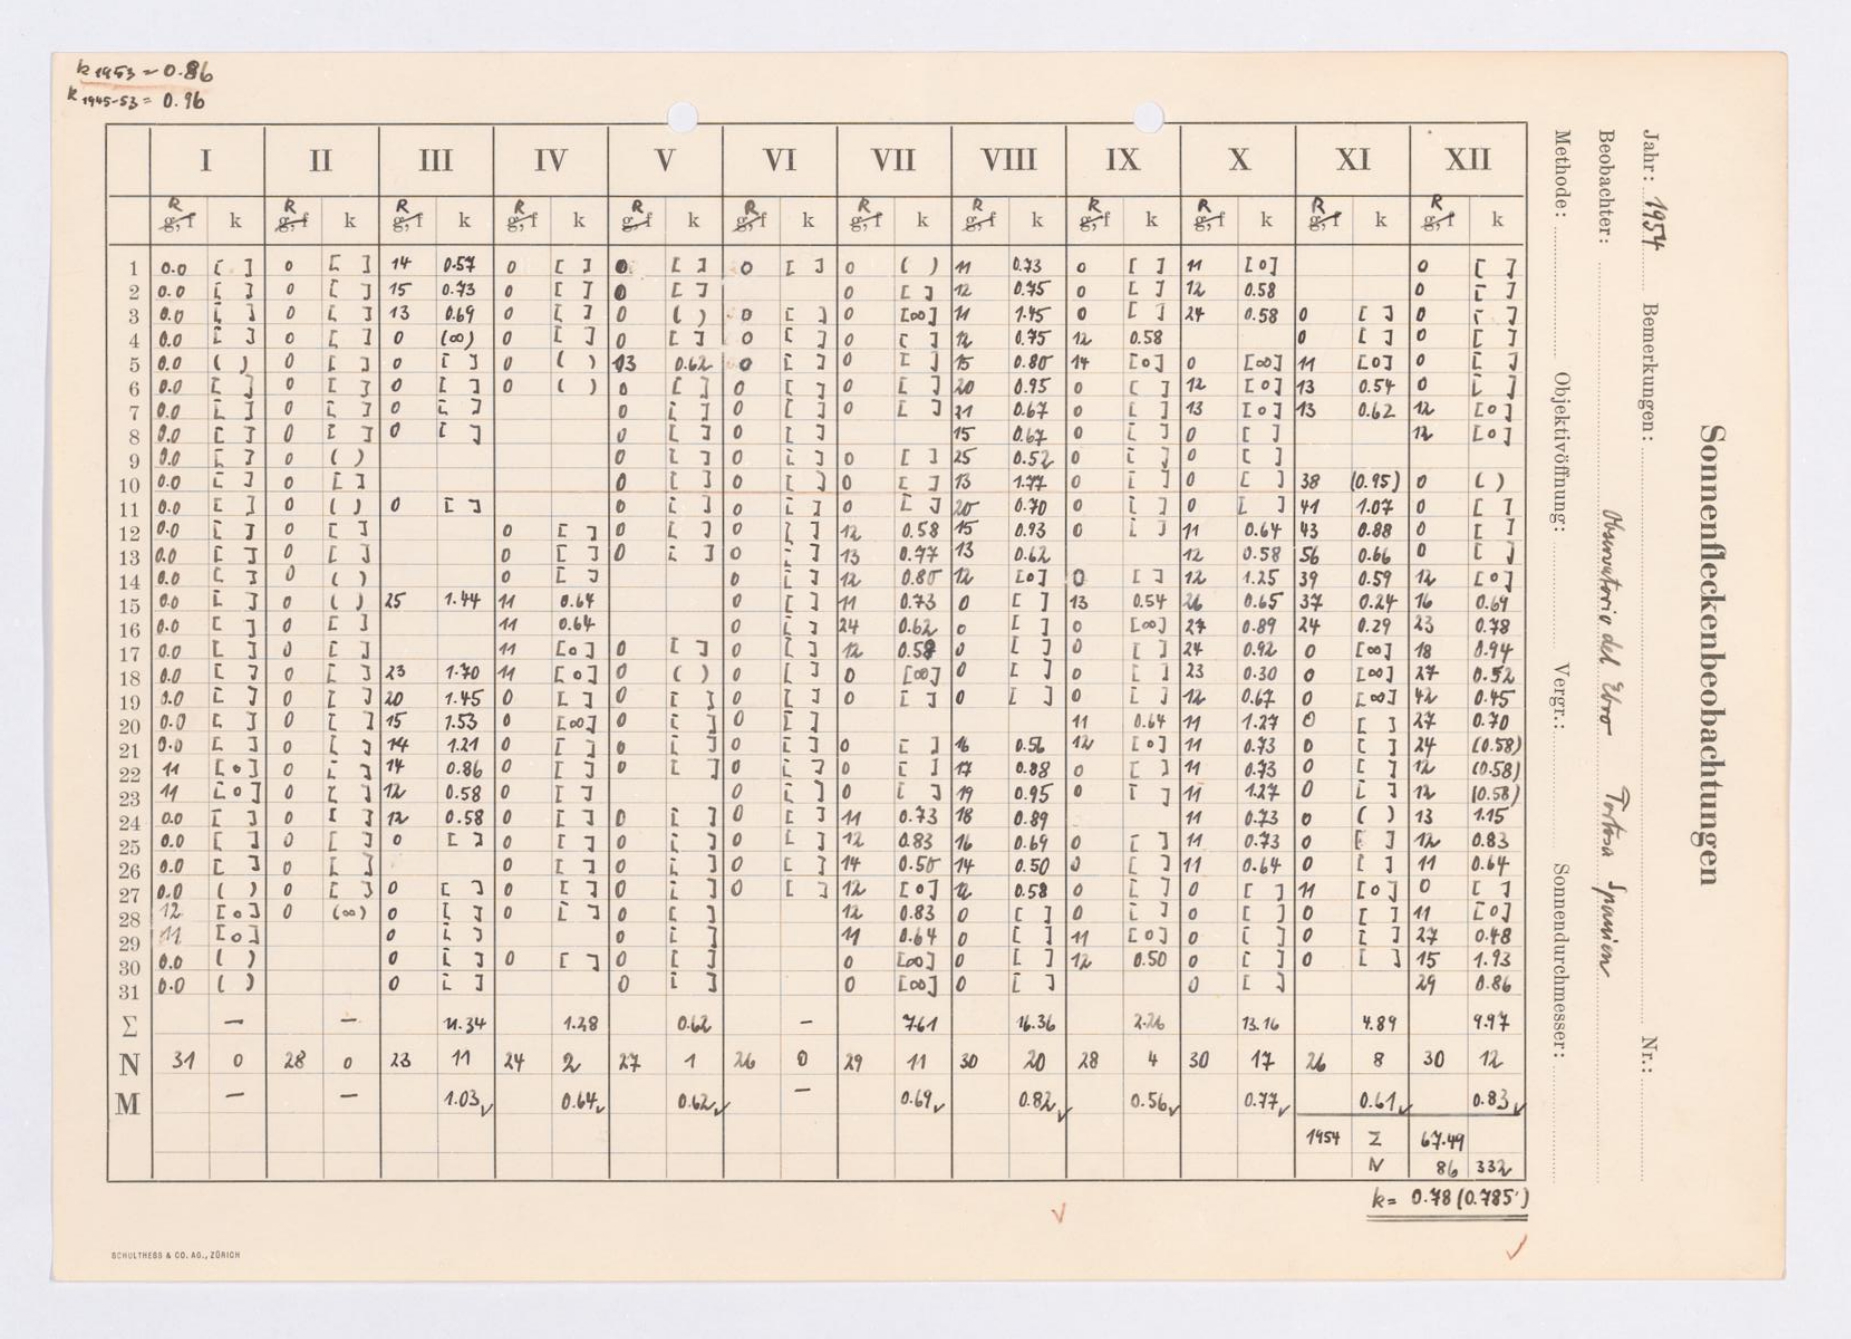 k 1953 = 0.86
k 1945-53 = 0.96
Sonnenfleckenbeobachtungen
Jahr: 1954 Bemerkungen: Nr.:
Beobachter: Observatorio del Ebro Tortosa Spanien
Methode: Objektivöffnung: Vergr.: Sonnendurchmesser:
I II III IV V VI VII VIII IX X XI XII
R R R R R R R R R R R R
g, f k g, f k g, f k g, f k g, f k g, f k g, f k g, f k g, f k g, f k g, f k g, f k
1 0.0 [ ] 0 [ ] 14 0.57 0 [ ] 0 [ ] 0 [ ] 0 ( ) 11 0.73 0 [ ] 11 [0] 0 [ ]
2 0.0 [ ] 0 [ ] 15 0.73 0 [ ] 0 [ ] 0 [ ] 12 0.75 0 [ ] 12 0.58 0 [ ]
3 0.0 [ ] 0 [ ] 13 0.69 0 [ ] 0 ( ) 0 [ ] 0 [∞] 11 1.45 0 [ ] 24 0.58 0 [ ] 0 [ ]
4 0.0 [ ] 0 [ ] 0 (∞) 0 [ ] 0 [ ] 0 [ ] 0 [ ] 12 0.75 12 0.58 0 [ ] 0 [ ]
5 0.0 ( ) 0 [ ] 0 [ ] 0 ( ) 13 0.62 0 [ ] 0 [ ] 15 0.80 14 [0] 0 [∞] 11 [0] 0 [ ]
6 0.0 [ ] 0 [ ] 0 [ ] 0 ( ) 0 [ ] 0 [ ] 0 [ ] 20 0.95 0 [ ] 12 [0] 13 0.54 0 [ ]
7 0.0 [ ] 0 [ ] 0 [ ] 0 [ ] 0 [ ] 0 [ ] 21 0.67 0 [ ] 13 [0] 13 0.62 12 [0]
8 0.0 [ ] 0 [ ] 0 [ ] 0 [ ] 0 [ ] 15 0.67 0 [ ] 0 [ ] 12 [0]
9 0.0 [ ] 0 ( ) 0 [ ] 0 [ ] 0 [ ] 25 0.52 0 [ ] 0 [ ]
10 0.0 [ ] 0 [ ] 0 [ ] 0 [ ] 0 [ ] 13 1.77 0 [ ] 0 [ ] 38 (0.95) 0 ( )
11 0.0 [ ] 0 ( ) 0 [ ] 0 [ ] 0 [ ] 0 [ ] 20 0.70 0 [ ] 0 [ ] 41 1.07 0 [ ]
12 0.0 [ ] 0 [ ] 0 [ ] 0 [ ] 0 [ ] 12 0.58 15 0.93 0 [ ] 11 0.64 43 0.88 0 [ ]
13 0.0 [ ] 0 [ ] 0 [ ] 0 [ ] 0 [ ] 13 0.77 13 0.62 12 0.58 56 0.66 0 [ ]
14 0.0 [ ] 0 ( ) 0 [ ] 0 [ ] 12 0.80 12 [0] 0 [ ] 12 1.25 39 0.59 12 [0]
15 0.0 [ ] 0 ( ) 25 1.44 11 0.64 0 [ ] 11 0.73 0 [ ] 13 0.54 26 0.65 37 0.24 16 0.69
16 0.0 [ ] 0 [ ] 11 0.64 0 [ ] 24 0.62 0 [ ] 0 [∞] 27 0.89 24 0.29 23 0.78
17 0.0 [ ] 0 [ ] 11 [0] 0 [ ] 0 [ ] 12 0.58 0 [ ] 0 [ ] 24 0.92 0 [∞] 18 0.94
18 0.0 [ ] 0 [ ] 23 1.70 11 [0] 0 ( ) 0 [ ] 0 [∞] 0 [ ] 0 [ ] 23 0.30 0 [∞] 27 0.52
19 0.0 [ ] 0 [ ] 20 1.45 0 [ ] 0 [ ] 0 [ ] 0 [ ] 0 [ ] 0 [ ] 12 0.67 0 [∞] 42 0.45
20 0.0 [ ] 0 [ ] 15 1.53 0 [∞] 0 [ ] 0 [ ] 11 0.64 11 1.27 0 [ ] 27 0.70
21 0.0 [ ] 0 [ ] 14 1.21 0 [ ] 0 [ ] 0 [ ] 0 [ ] 16 0.56 12 [0] 11 0.73 0 [ ] 24 (0.58)
22 11 [0] 0 [ ] 14 0.86 0 [ ] 0 [ ] 0 [ ] 0 [ ] 17 0.88 0 [ ] 11 0.73 0 [ ] 12 (0.58)
23 11 [0] 0 [ ] 12 0.58 0 [ ] 0 [ ] 0 [ ] 19 0.95 0 [ ] 11 1.27 0 [ ] 12 (0.58)
24 0.0 [ ] 0 [ ] 12 0.58 0 [ ] 0 [ ] 0 [ ] 11 0.73 18 0.89 11 0.73 0 ( ) 13 1.15
25 0.0 [ ] 0 [ ] 0 [ ] 0 [ ] 0 [ ] 0 [ ] 12 0.83 16 0.69 0 [ ] 11 0.73 0 [ ] 12 0.83
26 0.0 [ ] 0 [ ] 0 [ ] 0 [ ] 0 [ ] 14 0.50 14 0.50 0 [ ] 11 0.64 0 [ ] 11 0.64
27 0.0 ( ) 0 [ ] 0 [ ] 0 [ ] 0 [ ] 0 [ ] 12 [0] 12 0.58 0 [ ] 0 [ ] 11 [0] 0 [ ]
28 12 [0] 0 (∞) 0 [ ] 0 [ ] 0 [ ] 12 0.83 0 [ ] 0 [ ] 0 [ ] 0 [ ] 11 [0]
29 11 [0] 0 [ ] 0 [ ] 11 0.64 0 [ ] 11 [0] 0 [ ] 0 [ ] 27 0.48
30 0.0 ( ) 0 [ ] 0 [ ] 0 [ ] 0 [∞] 0 [ ] 12 0.50 0 [ ] 0 [ ] 15 1.93
31 0.0 ( ) 0 [ ] 0 [ ] 0 [∞] 0 [ ] 0 [ ] 29 0.86
Σ — — 11.34 1.28 0.62 — 7.61 16.36 2.26 13.16 4.89 9.97
N 31 0 28 0 23 11 24 2 27 1 26 0 29 11 30 20 28 4 30 17 26 8 30 12
M — — 1.03 0.64 0.62 — 0.69 0.82 0.56 0.77 0.61 0.83
1954 Σ 67.49
N 86 332
k = 0.78 (0.785)
SCHULTHESS & CO. AG., ZÜRICH